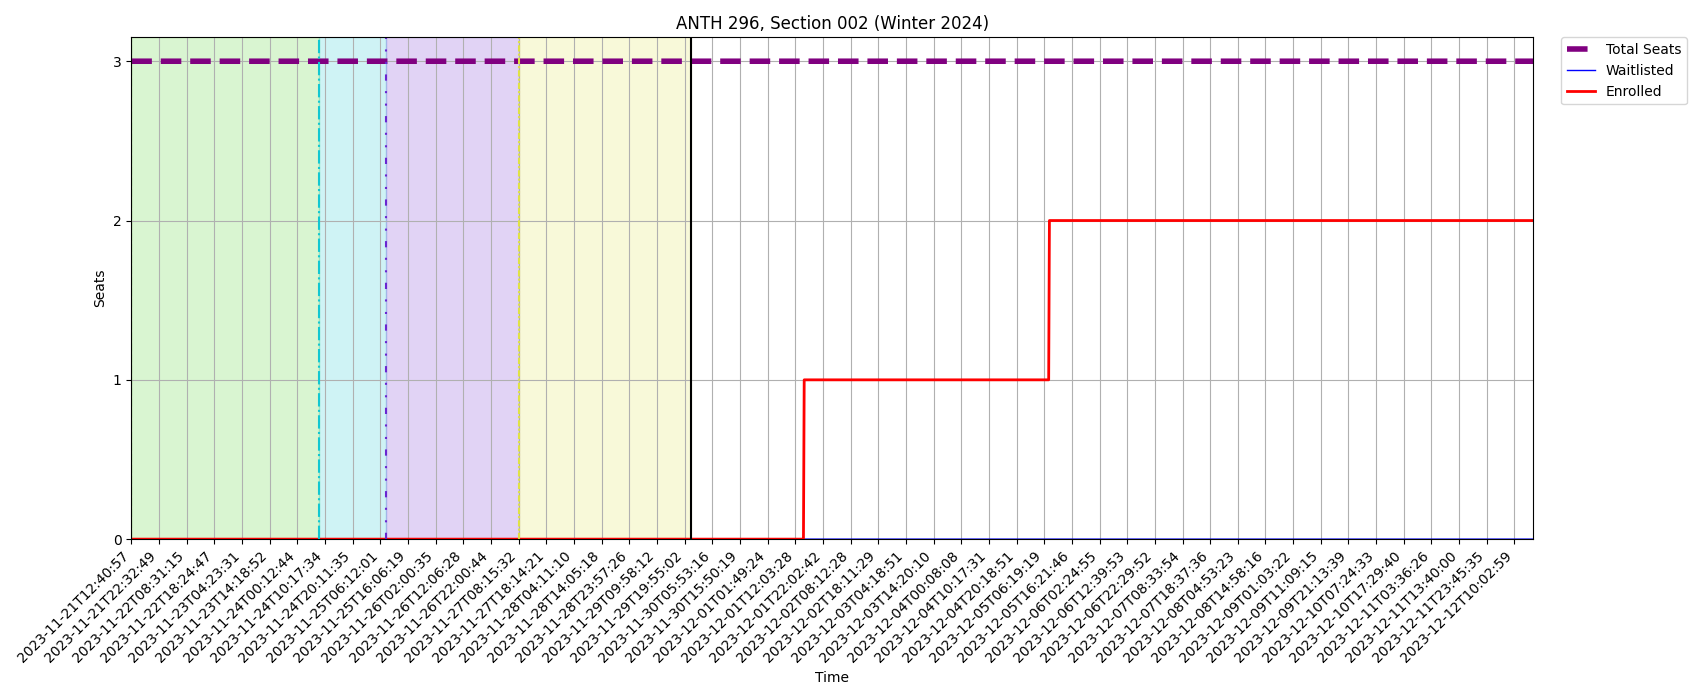 ANTH 296, Section 002 (Winter 2024)
Total Seats
Waitlisted
Enrolled
Seats
3
2
1
0
2023-11-21T12:40:57
2023-11-21T22:32:49
2023-11-22T08:31:15
2023-11-22T18:24:47
2023-11-23T04:23:31
2023-11-23T14:18:52
2023-11-24T00:12:44
2023-11-24T10:17:34
2023-11-24T20:11:35
2023-11-25T06:12:01
2023-11-25T16:06:19
2023-11-26T02:00:35
2023-11-26T12:06:28
2023-11-26T22:00:44
2023-11-27T08:15:32
2023-11-27T18:14:21
2023-11-28T04:11:10
2023-11-28T14:05:18
2023-11-28T23:57:26
2023-11-29T09:58:12
2023-11-29T19:55:02
2023-11-30T05:53:16
2023-11-30T15:50:19
2023-12-01T01:49:24
2023-12-01T12:03:28
2023-12-01T22:02:42
2023-12-02T08:12:28
2023-12-02T18:11:29
2023-12-03T04:18:51
2023-12-03T14:20:10
2023-12-04T00:08:08
2023-12-04T10:17:31
2023-12-04T20:18:51
2023-12-05T06:19:19
2023-12-05T16:21:46
2023-12-06T02:24:55
2023-12-06T12:39:53
2023-12-06T22:29:52
2023-12-07T08:33:54
2023-12-07T18:37:36
2023-12-08T04:53:23
2023-12-08T14:58:16
2023-12-09T01:03:22
2023-12-09T11:09:15
2023-12-09T21:13:39
2023-12-10T07:24:33
2023-12-10T17:29:40
2023-12-11T03:36:26
2023-12-11T13:40:00
2023-12-11T23:45:35
2023-12-12T10:02:59
Time